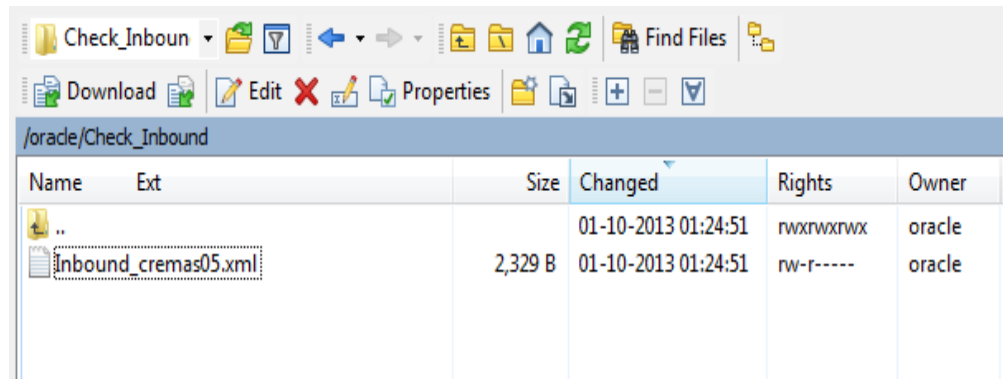 Check_Inboun Find Files
Download Edit Properties
/oracle/Check_Inbound
Name Ext Size Changed Rights Owner
.. 01-10-2013 01:24:51 rwxrwxrwx oracle
Inbound_cremas05.xml 2,329 B 01-10-2013 01:24:51 rw-r----- oracle